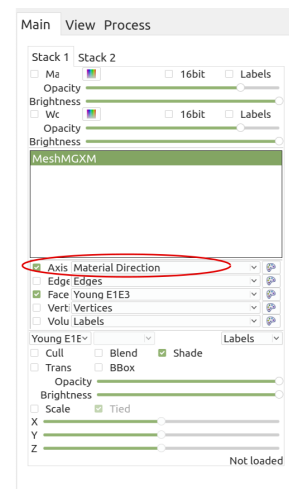 Main View Process
Stack 1 Stack 2
Ma 16bit Labels
Opacity
Brightness
Wc 16bit Labels
Opacity
Brightness
MeshMGXM
Axis Material Direction
Edge Edges
Face Young E1E3
Verti Vertices
Volu Labels
Young E1E Labels
Cull Blend Shade
Trans BBox
Opacity
Brightness
Scale Tied
X
Y
Z
Not loaded